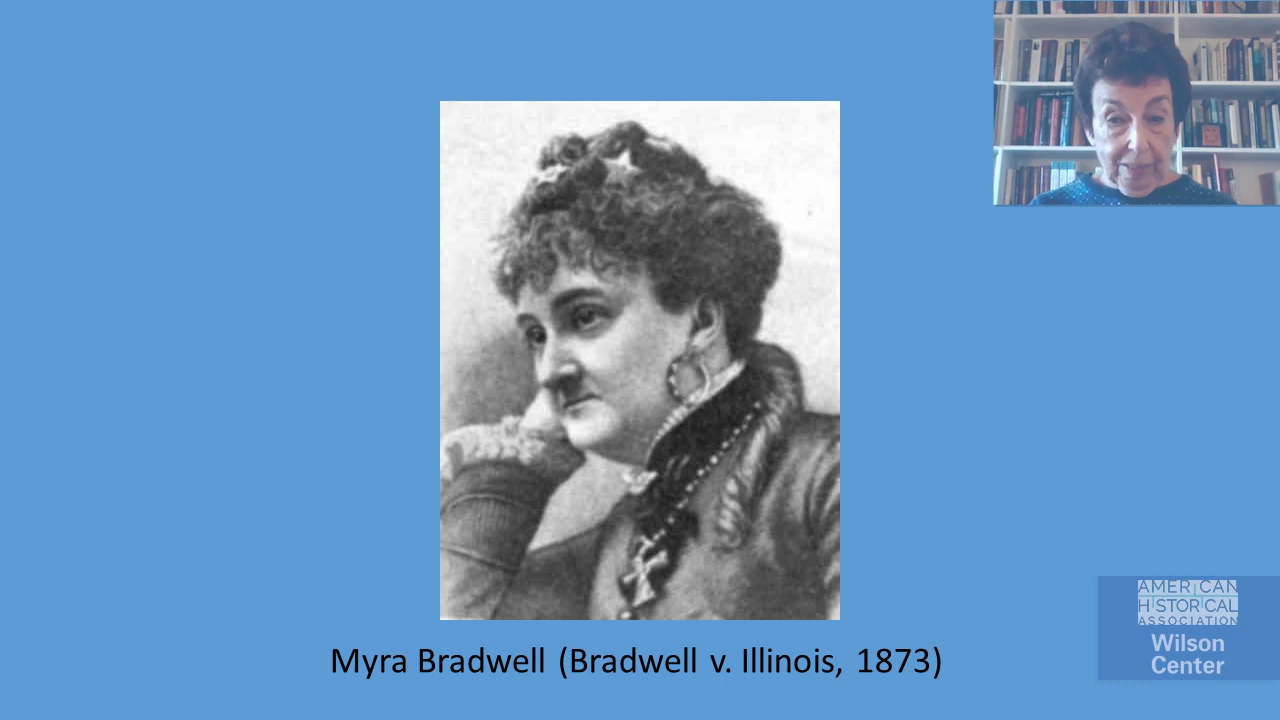 Myra Bradwell (Bradwell v. Illinois, 1873)
AMERICAN
HISTORICAL
ASSOCIATION
Wilson
Center